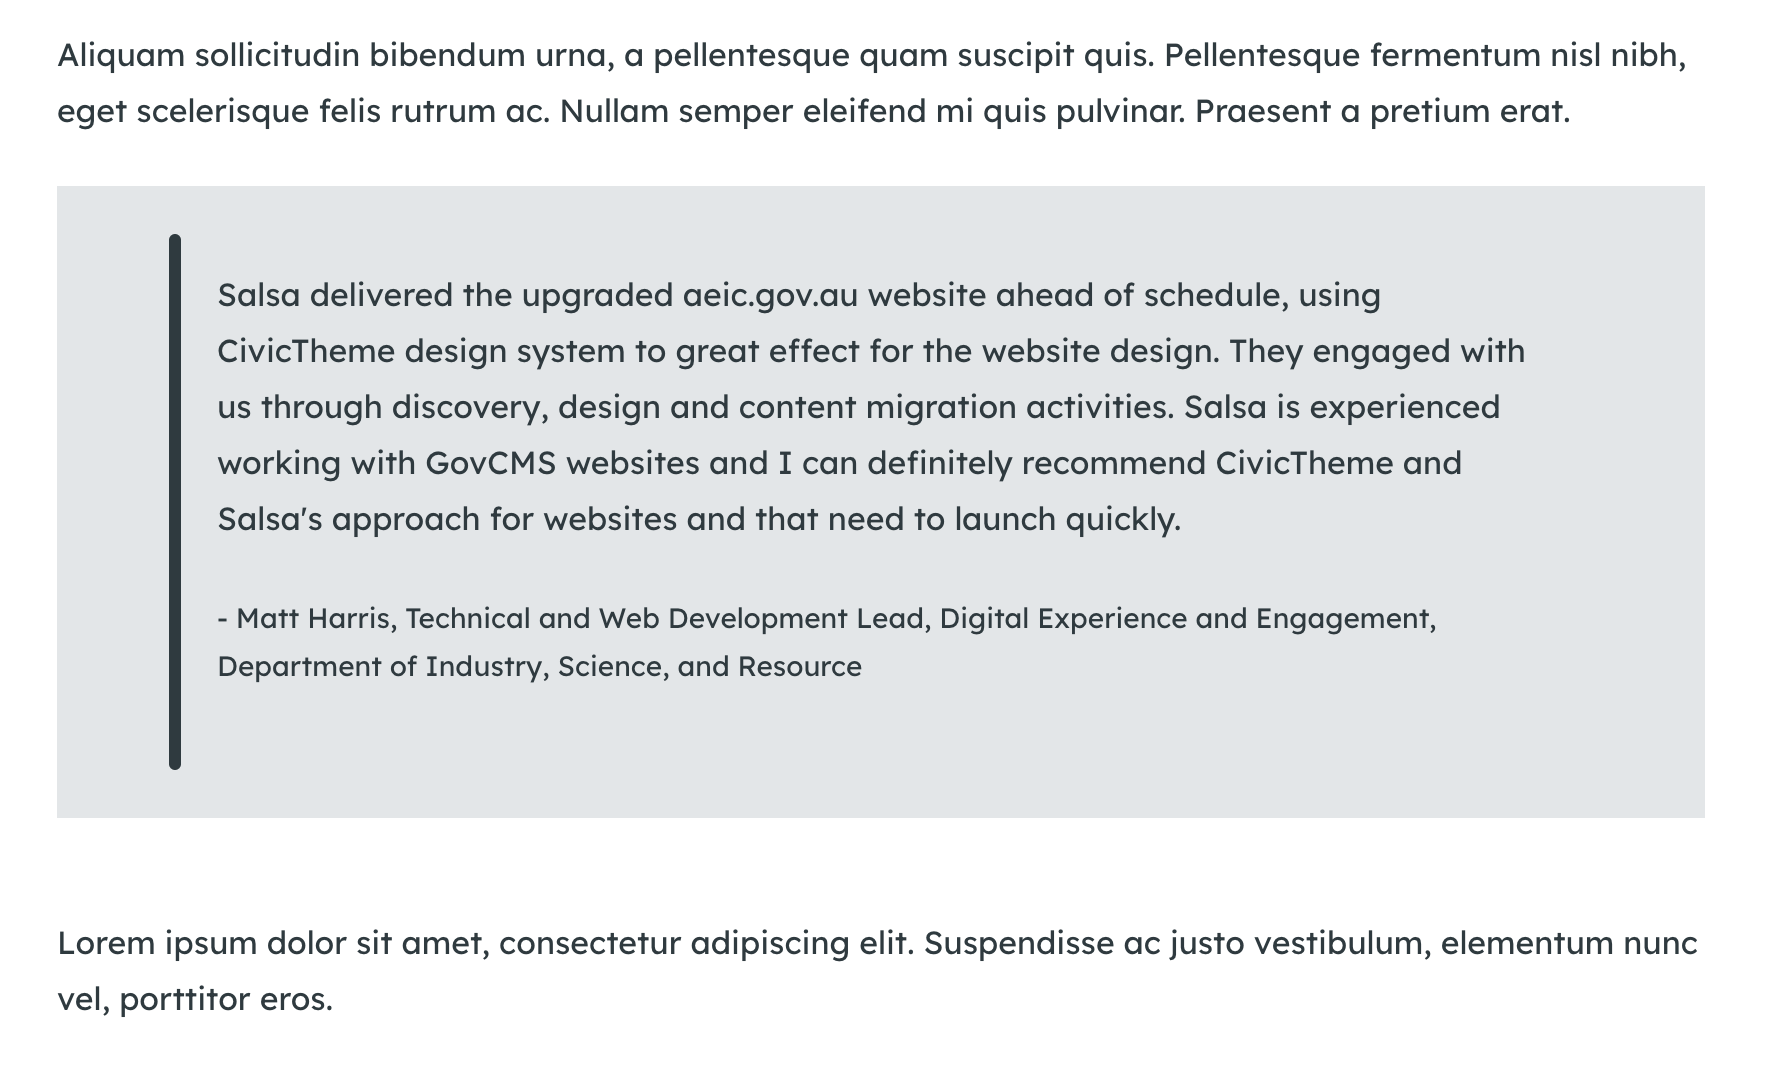 Aliquam sollicitudin bibendum urna, a pellentesque quam suscipit quis. Pellentesque fermentum nisl nibh,
eget scelerisque felis rutrum ac. Nullam semper eleifend mi quis pulvinar. Praesent a pretium erat.
Salsa delivered the upgraded aeic.gov.au website ahead of schedule, using
CivicTheme design system to great effect for the website design. They engaged with
us through discovery, design and content migration activities. Salsa is experienced
working with GovCMS websites and I can definitely recommend CivicTheme and
Salsa's approach for websites and that need to launch quickly.
- Matt Harris, Technical and Web Development Lead, Digital Experience and Engagement,
Department of Industry, Science, and Resource
Lorem ipsum dolor sit amet, consectetur adipiscing elit. Suspendisse ac justo vestibulum, elementum nunc
vel, porttitor eros.